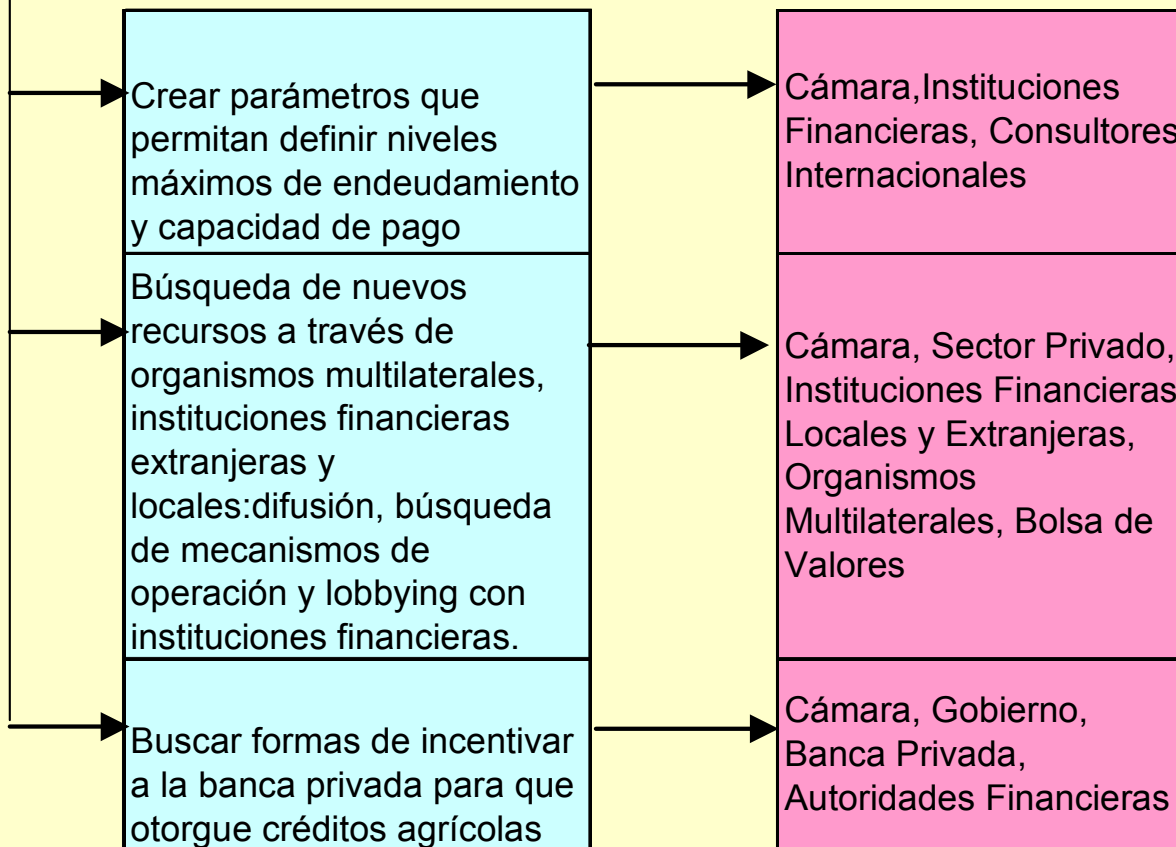 Crear parámetros que
permitan definir niveles
máximos de endeudamiento
y capacidad de pago
Cámara,Instituciones
Financieras, Consultores
Internacionales
Búsqueda de nuevos
recursos a través de
organismos multilaterales,
instituciones financieras
extranjeras y
locales:difusión, búsqueda
de mecanismos de
operación y lobbying con
instituciones financieras.
Cámara, Sector Privado,
Instituciones Financieras
Locales y Extranjeras,
Organismos
Multilaterales, Bolsa de
Valores
Buscar formas de incentivar
a la banca privada para que
otorgue créditos agrícolas
Cámara, Gobierno,
Banca Privada,
Autoridades Financieras